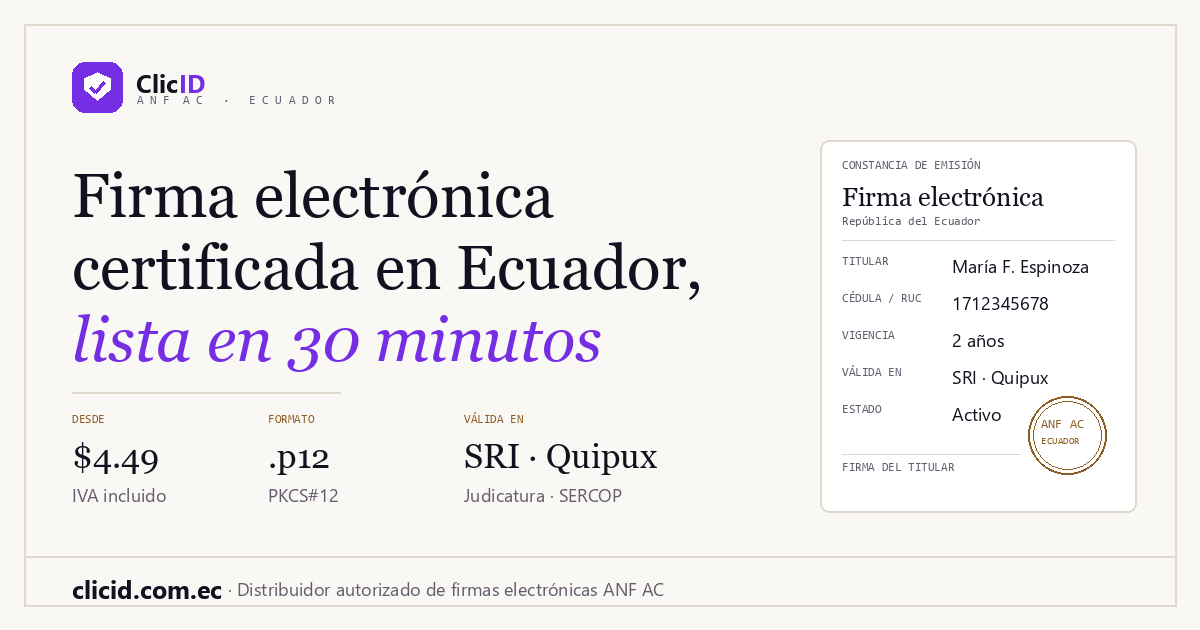 ClicID
ANF AC · ECUADOR
Firma electrónica
certificada en Ecuador,
lista en 30 minutos
DESDE
$4.49
IVA incluido
FORMATO
.p12
PKCS#12
VÁLIDA EN
SRI · Quipux
Judicatura · SERCOP
CONSTANCIA DE EMISIÓN
Firma electrónica
República del Ecuador
TITULAR María F. Espinoza
CÉDULA / RUC 1712345678
VIGENCIA 2 años
VÁLIDA EN SRI · Quipux
ESTADO Activo
ANF AC
ECUADOR
FIRMA DEL TITULAR
clicid.com.ec · Distribuidor autorizado de firmas electrónicas ANF AC